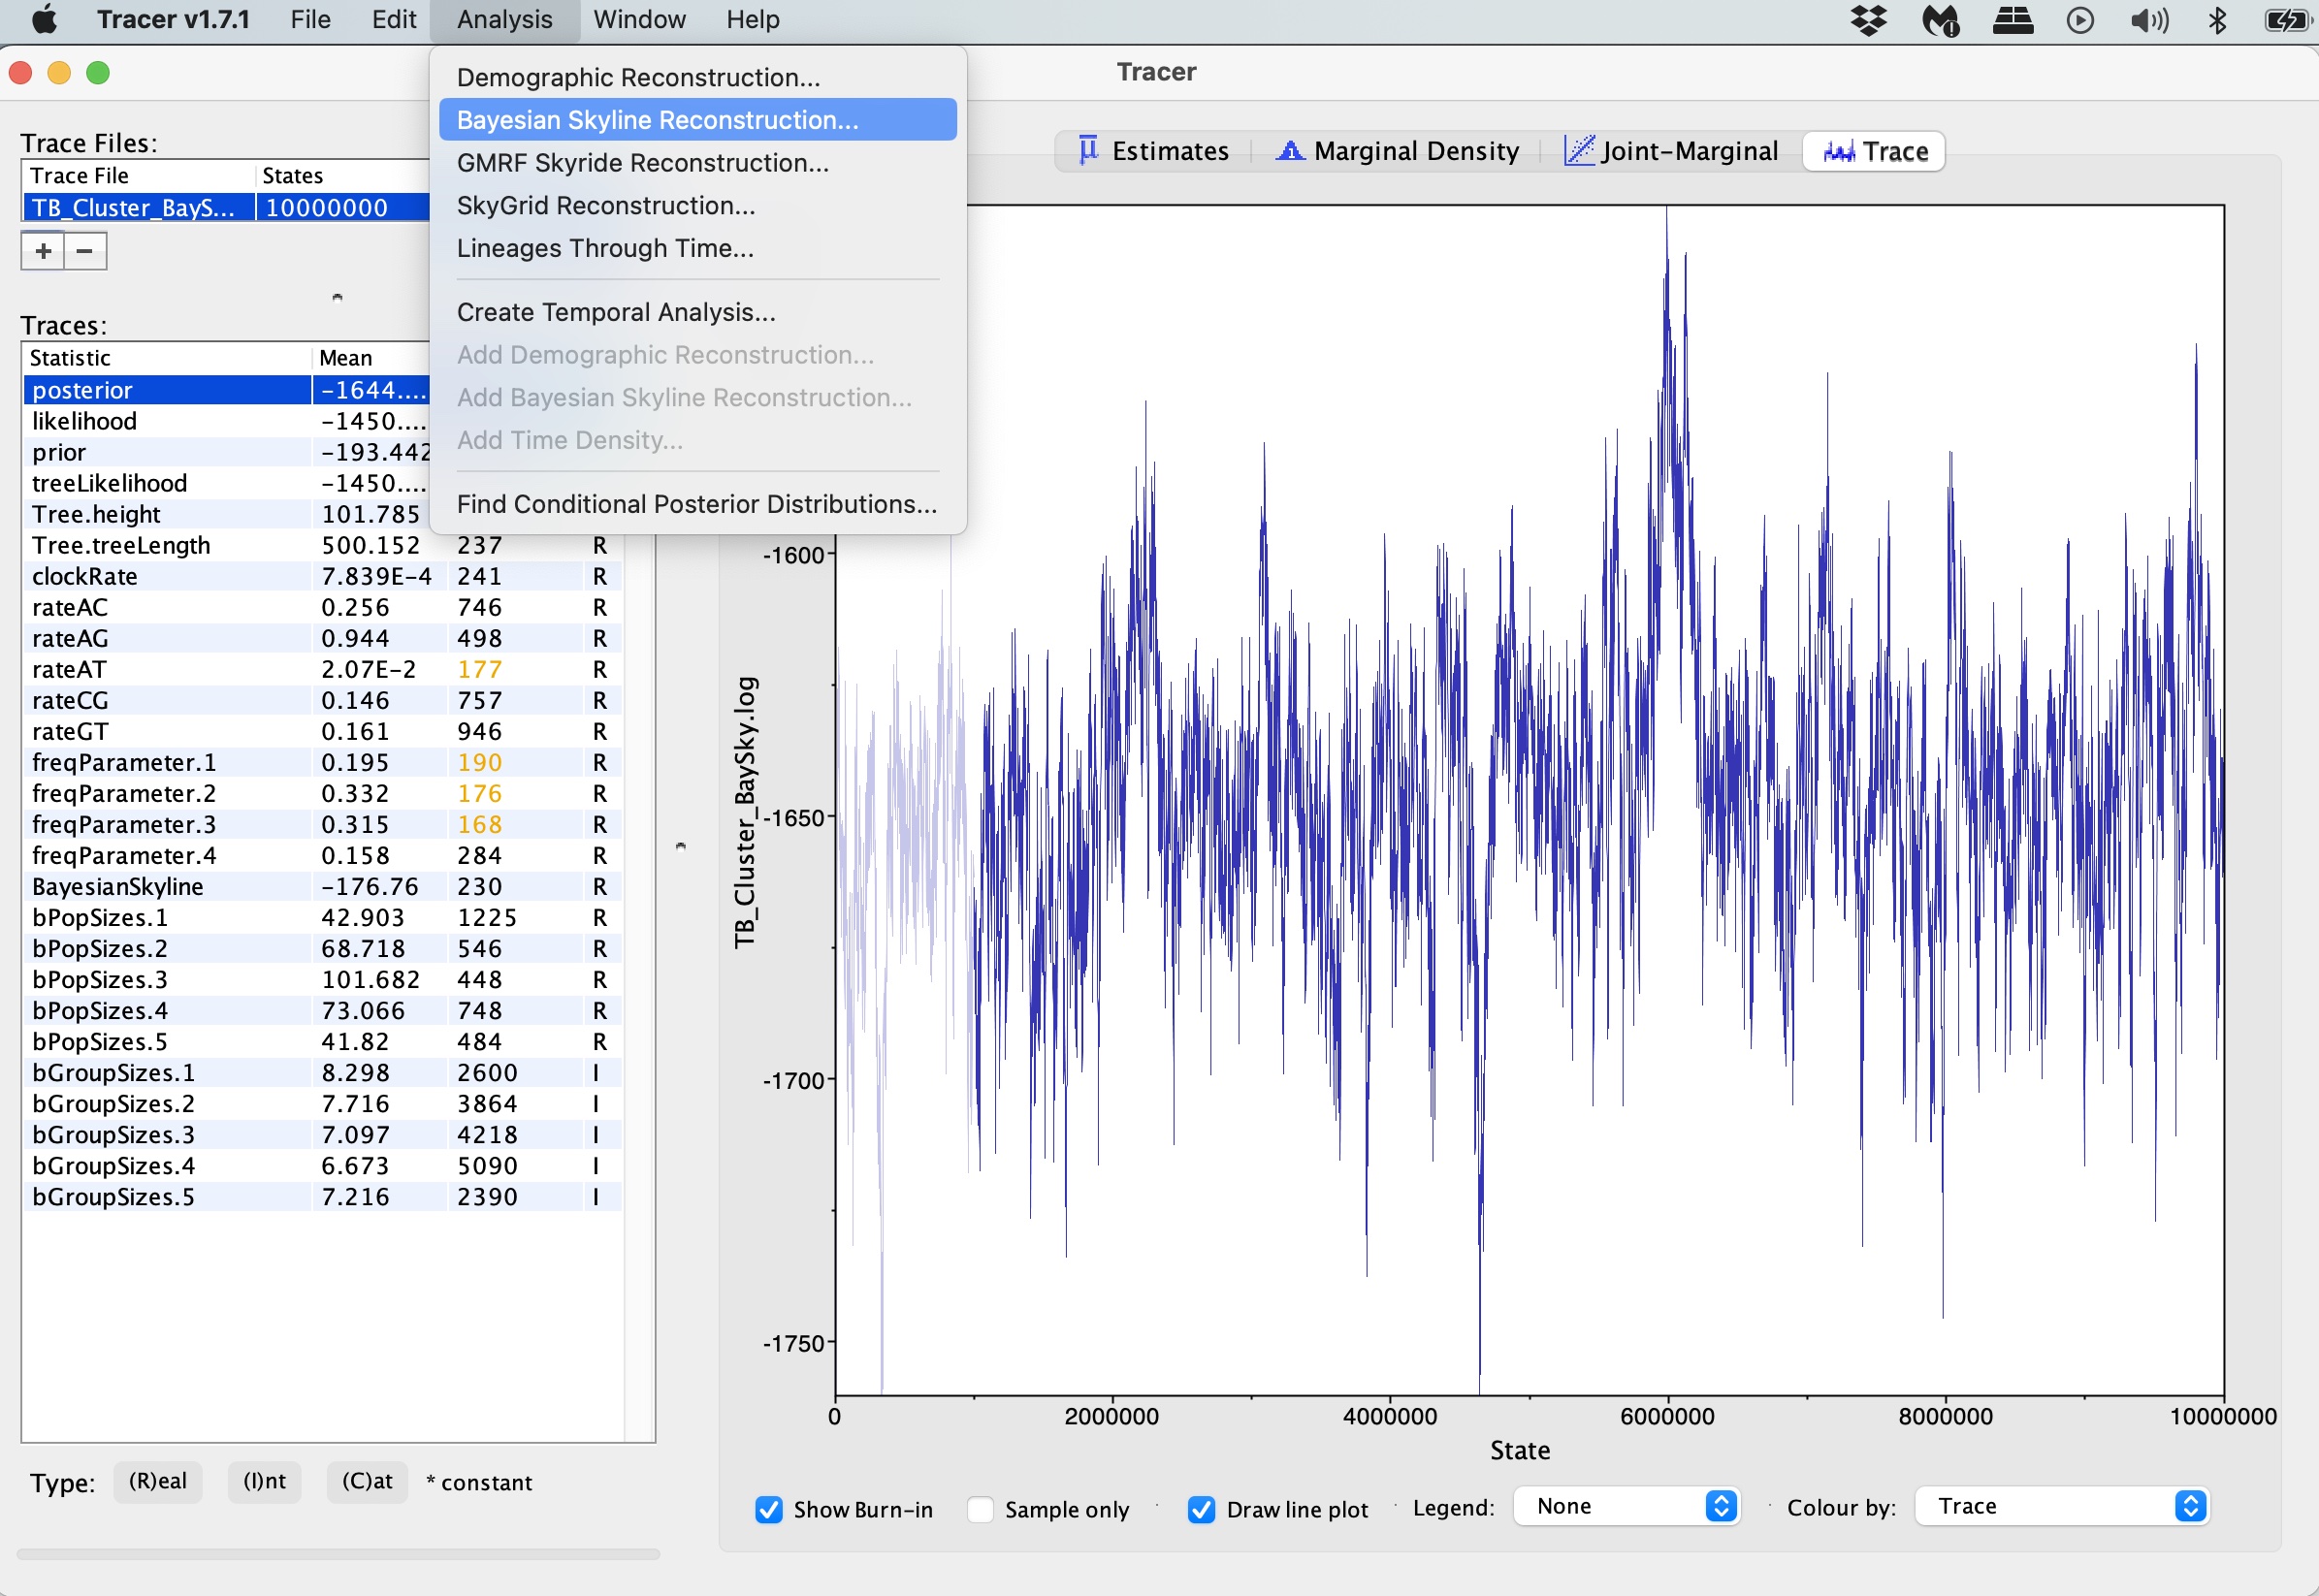 Tracer v1.7.1 File Edit Analysis Window Help
Tracer
Demographic Reconstruction...
Bayesian Skyline Reconstruction...
GMRF Skyride Reconstruction...
SkyGrid Reconstruction...
Lineages Through Time...
Create Temporal Analysis...
Add Demographic Reconstruction...
Add Bayesian Skyline Reconstruction...
Add Time Density...
Find Conditional Posterior Distributions...
Estimates Marginal Density Joint-Marginal Trace
Trace Files:
Trace File States
TB_Cluster_BayS... 10000000
+ −
Traces:
Statistic Mean
posterior −1644....
likelihood −1450....
prior −193.442
treeLikelihood −1450....
Tree.height 101.785
Tree.treeLength 500.152 237 R
clockRate 7.839E−4 241 R
rateAC 0.256 746 R
rateAG 0.944 498 R
rateAT 2.07E−2 177 R
rateCG 0.146 757 R
rateGT 0.161 946 R
freqParameter.1 0.195 190 R
freqParameter.2 0.332 176 R
freqParameter.3 0.315 168 R
freqParameter.4 0.158 284 R
BayesianSkyline −176.76 230 R
bPopSizes.1 42.903 1225 R
bPopSizes.2 68.718 546 R
bPopSizes.3 101.682 448 R
bPopSizes.4 73.066 748 R
bPopSizes.5 41.82 484 R
bGroupSizes.1 8.298 2600 I
bGroupSizes.2 7.716 3864 I
bGroupSizes.3 7.097 4218 I
bGroupSizes.4 6.673 5090 I
bGroupSizes.5 7.216 2390 I
Type: (R)eal (I)nt (C)at * constant
TB_Cluster_BaySky.log
-1600
-1650
-1700
-1750
0 2000000 4000000 6000000 8000000 10000000
State
Show Burn-in Sample only Draw line plot Legend: None Colour by: Trace